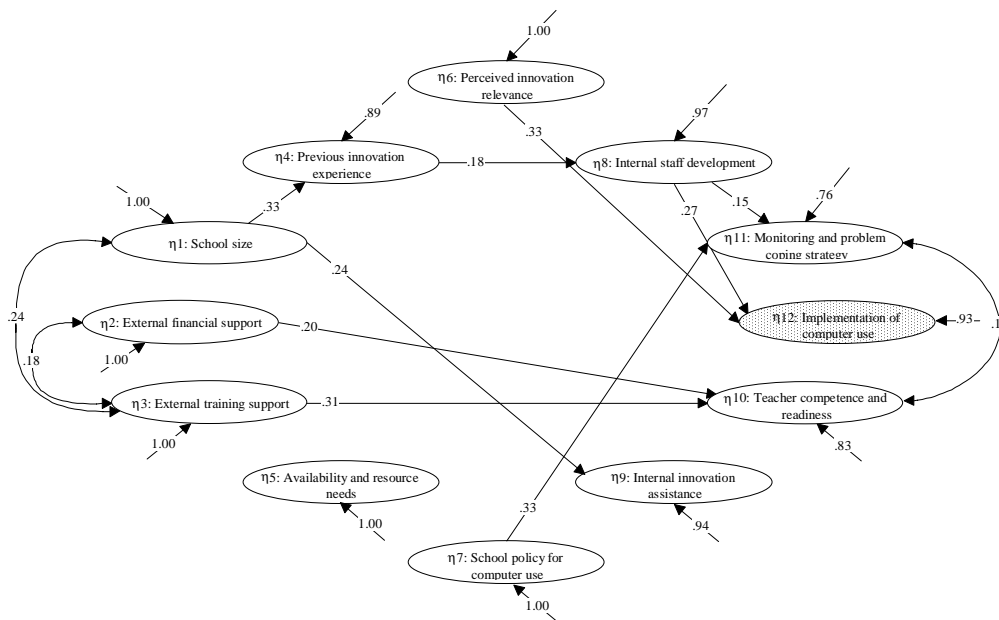 1.00
η6: Perceived innovation
relevance
.89
.33
.97
η4: Previous innovation
experience
.18
η8: Internal staff development
1.00
.33
.15
.76
.27
η1: School size
η11: Monitoring and problem
coping strategy
.24
.24
η2: External financial support
.20
η12: Implementation of
computer use
.93
.18
1.00
η3: External training support
.31
η10: Teacher competence and
readiness
1.00
.83
η5: Availability and resource
needs
η9: Internal innovation
assistance
1.00
.33
.94
η7: School policy for
computer use
1.00